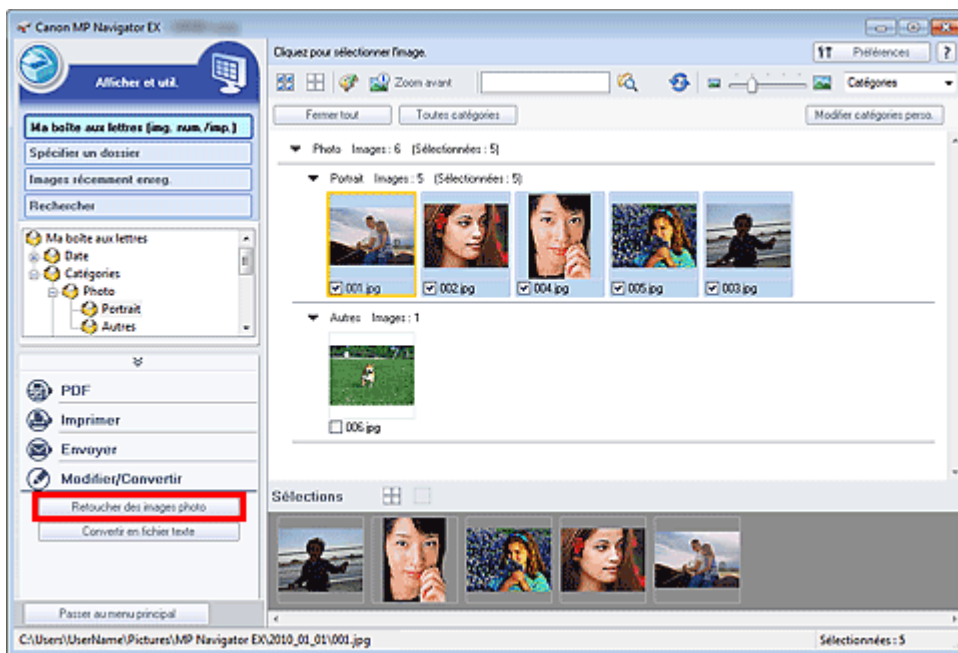 Canon MP Navigator EX
Afficher et util.
Ma boîte aux lettres (img. num./imp.)
Spécifier un dossier
Images récemment enreg.
Rechercher
Ma boîte aux lettres
Date
Catégories
Photo
Portrait
Autres
PDF
Imprimer
Envoyer
Modifier/Convertir
Retoucher des images photo
Convertir en fichier texte
Passer au menu principal
Cliquez pour sélectionner l'image.
Préférences ?
Zoom avant
Catégories
Fermer tout Toutes catégories Modifier catégories perso.
Photo Images : 6 (Sélectionnées : 5)
Portrait Images : 5 (Sélectionnées : 5)
001.jpg 002.jpg 004.jpg 005.jpg 003.jpg
Autres Images : 1
006.jpg
Sélections
C:\Users\UserName\Pictures\MP Navigator EX\2010_01_01\001.jpg
Sélectionnées : 5